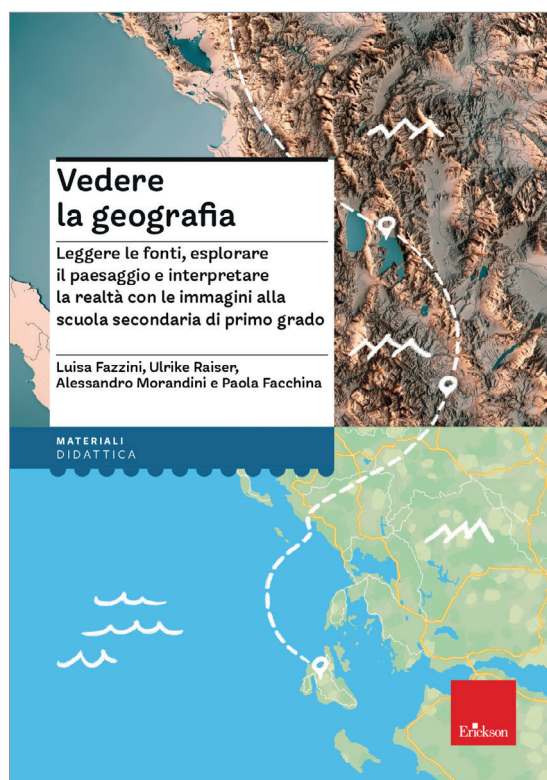 Vedere
la geografia
Leggere le fonti, esplorare
il paesaggio e interpretare
la realtà con le immagini alla
scuola secondaria di primo grado
Luisa Fazzini, Ulrike Raiser,
Alessandro Morandini e Paola Facchina
MATERIALI
DIDATTICA
Erickson